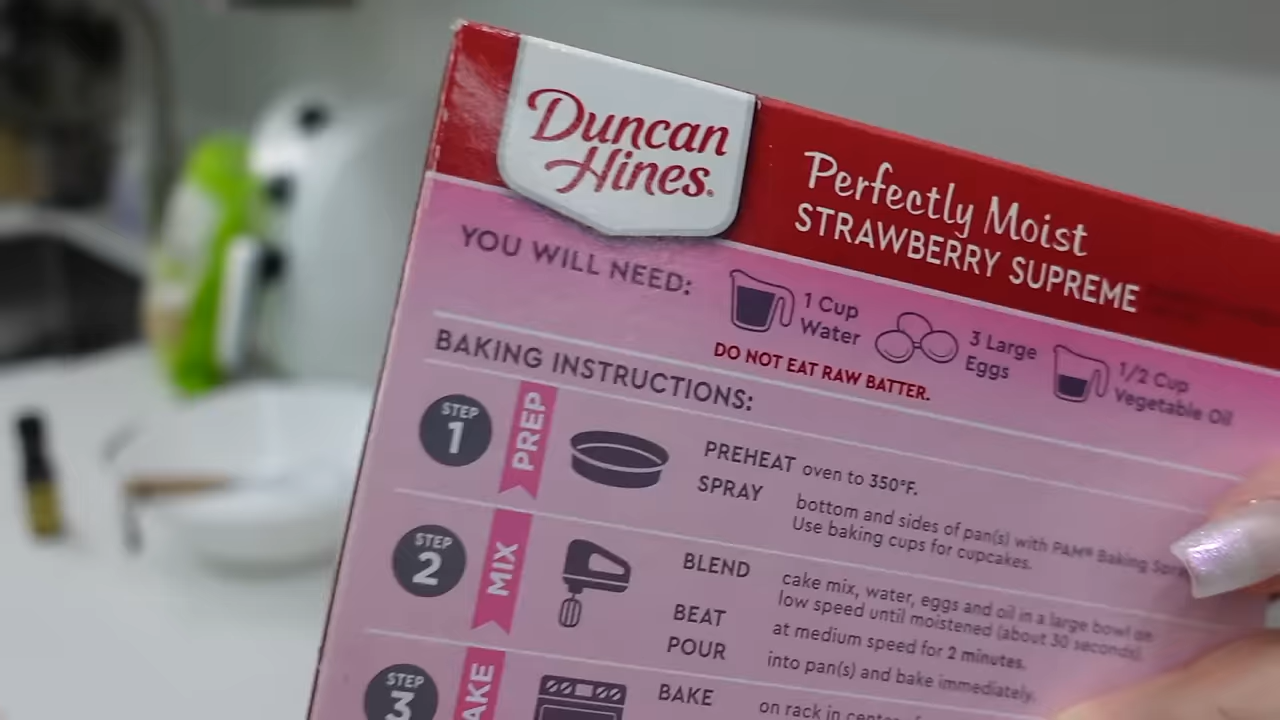 Duncan
Hines.
Perfectly Moist
STRAWBERRY SUPREME
YOU WILL NEED:
1 Cup
Water
3 Large
Eggs
1/2 Cup
Vegetable Oil
DO NOT EAT RAW BATTER.
BAKING INSTRUCTIONS:
STEP
1
PREP
PREHEAT oven to 350°F.
SPRAY bottom and sides of pan(s) with PAM® Baking
Use baking cups for cupcakes.
STEP
2
MIX
BLEND cake mix, water, eggs and oil in a large bowl on
low speed until moistened (about 30 seconds).
BEAT at medium speed for 2 minutes.
POUR into pan(s) and bake immediately.
STEP
3
AKE
BAKE on rack in